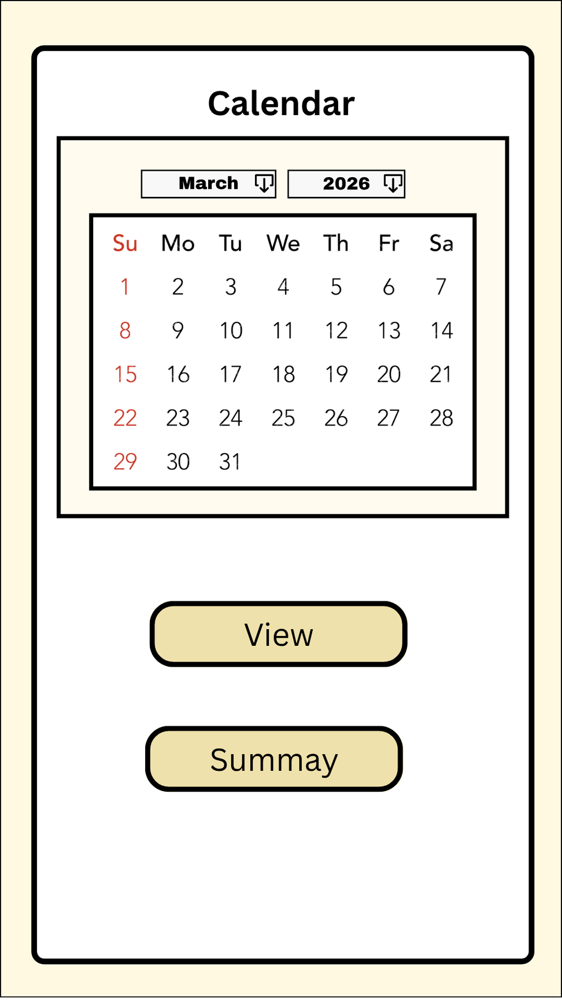 Calendar
March 2026
Su Mo Tu We Th Fr Sa
1 2 3 4 5 6 7
8 9 10 11 12 13 14
15 16 17 18 19 20 21
22 23 24 25 26 27 28
29 30 31
View
Summay